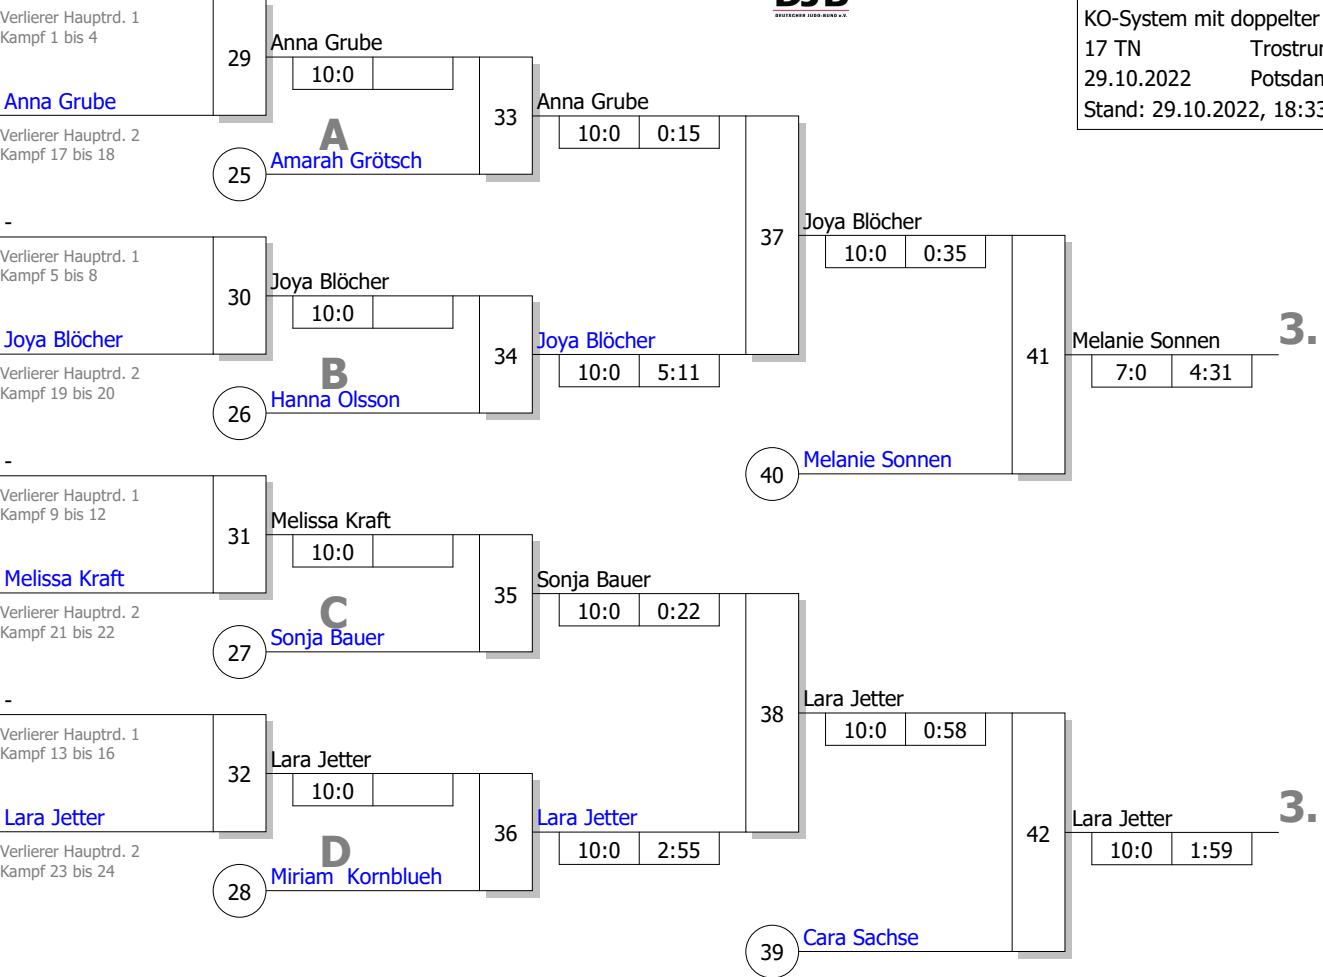 DEUTSCHER JUDO-BUND e.V.
KO-System mit doppelter
17 TN
29.10.2022
Stand: 29.10.2022, 18:33
Verlierer Hauptrd. 1
Kampf 1 bis 4
29
Anna Grube
10:0
Anna Grube
Verlierer Hauptrd. 2
Kampf 17 bis 18
A
25
Amarah Grötsch
33
Anna Grube
10:0 0:15
-
Verlierer Hauptrd. 1
Kampf 5 bis 8
30
Joya Blöcher
10:0
Joya Blöcher
Verlierer Hauptrd. 2
Kampf 19 bis 20
B
26
Hanna Olsson
34
Joya Blöcher
10:0 5:11
37
Joya Blöcher
10:0 0:35
40
Melanie Sonnen
41
Melanie Sonnen
7:0 4:31
3.
-
Verlierer Hauptrd. 1
Kampf 9 bis 12
31
Melissa Kraft
10:0
Melissa Kraft
Verlierer Hauptrd. 2
Kampf 21 bis 22
C
27
Sonja Bauer
35
Sonja Bauer
10:0 0:22
-
Verlierer Hauptrd. 1
Kampf 13 bis 16
32
Lara Jetter
10:0
Lara Jetter
Verlierer Hauptrd. 2
Kampf 23 bis 24
D
28
Miriam Kornblueh
36
Lara Jetter
10:0 2:55
38
Lara Jetter
10:0 0:58
39
Cara Sachse
42
Lara Jetter
10:0 1:59
3.